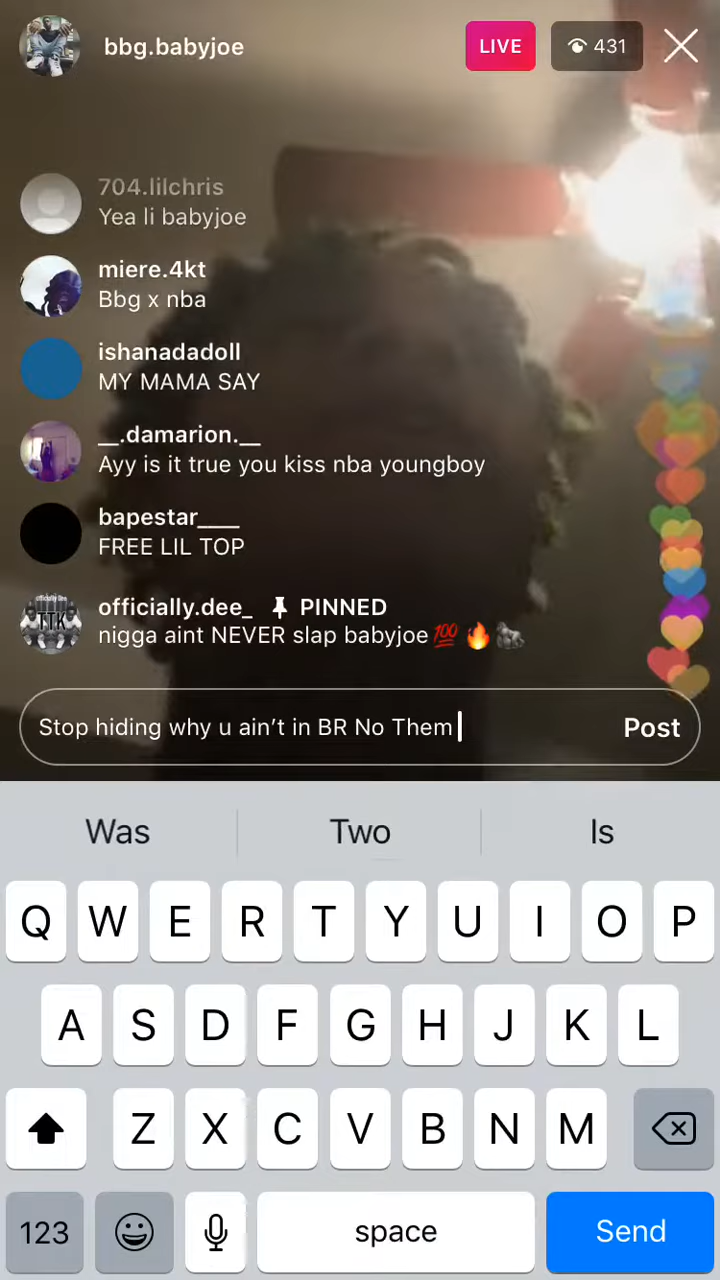 bbg.babyjoe LIVE 431
704.lilchris
Yea li babyjoe
miere.4kt
Bbg x nba
ishanadadoll
MY MAMA SAY
__.damarion.__
Ayy is it true you kiss nba youngboy
bapestar____
FREE LIL TOP
officially.dee_ PINNED
nigga aint NEVER slap babyjoe💯🔥🦍
TTK
Stop hiding why u ain’t in BR No Them Post
Was Two Is
Q W E R T Y U I O P
A S D F G H J K L
Z X C V B N M
123 space Send